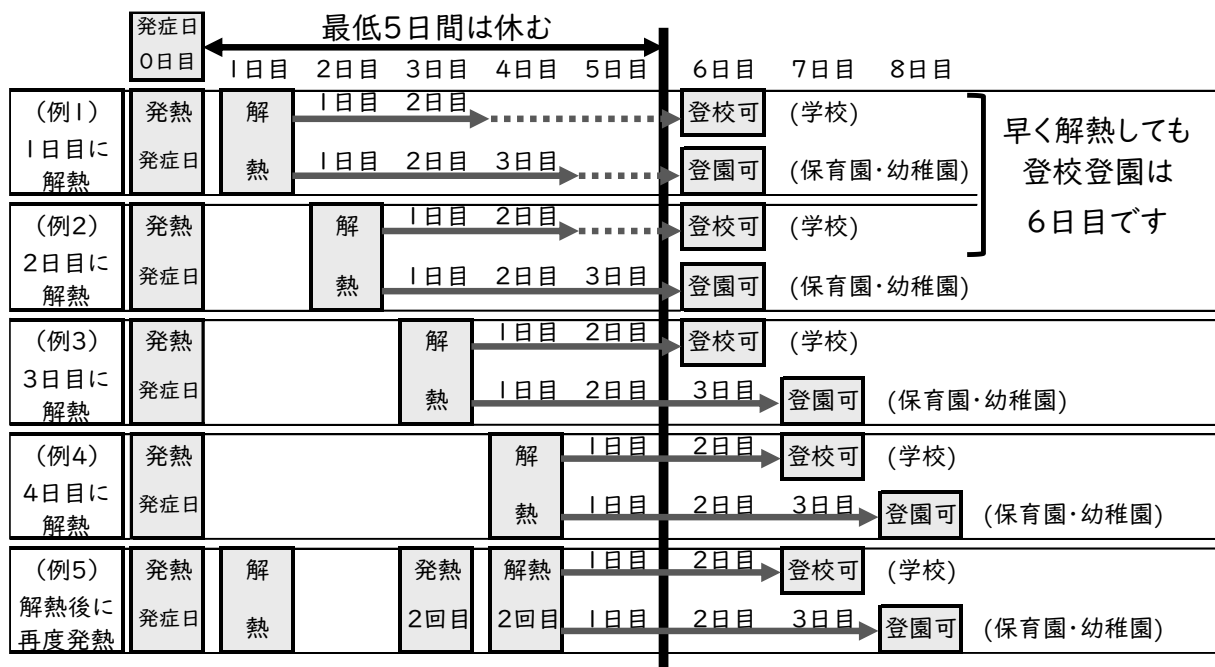 発症日 最低5日間は休む
0日目 1日目 2日目 3日目 4日目 5日目 6日目 7日目 8日目
(例1) 発熱 解 1日目 2日目 登校可 (学校)
1日目に
解熱 発症日 熱 1日目 2日目 3日目 登園可 (保育園・幼稚園)
早く解熱しても
登校登園は
6日目です
(例2) 発熱 解 1日目 2日目 登校可 (学校)
2日目に
解熱 発症日 熱 1日目 2日目 3日目 登園可 (保育園・幼稚園)
(例3) 発熱 解 1日目 2日目 登校可 (学校)
3日目に
解熱 発症日 熱 1日目 2日目 3日目 登園可 (保育園・幼稚園)
(例4) 発熱 解 1日目 2日目 登校可 (学校)
4日目に
解熱 発症日 熱 1日目 2日目 3日目 登園可 (保育園・幼稚園)
(例5) 発熱 解 発熱 解熱 1日目 2日目 登校可 (学校)
解熱後に
再度発熱 発症日 熱 2回目 2回目 1日目 2日目 3日目 登園可 (保育園・幼稚園)